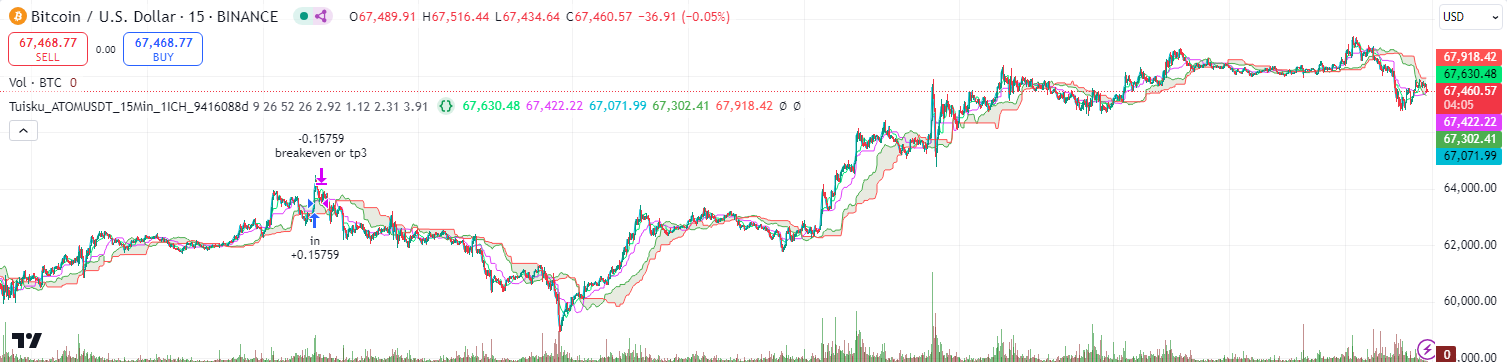 Bitcoin / U.S. Dollar · 15 · BINANCE O67,489.91 H67,516.44 L67,434.64 C67,460.57 −36.91 (−0.05%)
USD
67,468.77
SELL
0.00
67,468.77
BUY
Vol · BTC 0
Tuisku_ATOMUSDT_15Min_1ICH_9416088d 9 26 52 26 2.92 1.12 2.31 3.91 {} 67,630.48 67,422.22 67,071.99 67,302.41 67,918.42 ∅ ∅
-0.15759
breakeven or tp3
in
+0.15759
67,918.42
67,630.48
67,460.57
04:05
67,422.22
67,302.41
67,071.99
64,000.00
62,000.00
60,000.00
0